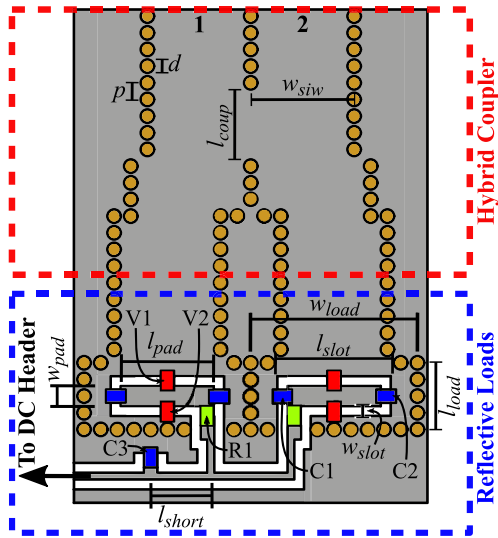 1 2
d
p
w_siw
l_coup
Hybrid Coupler
w_load
V1 V2
l_pad
l_slot
w_pad
l_load
To DC Header
C3
R1
C1
w_slot
C2
l_short
Reflective Loads